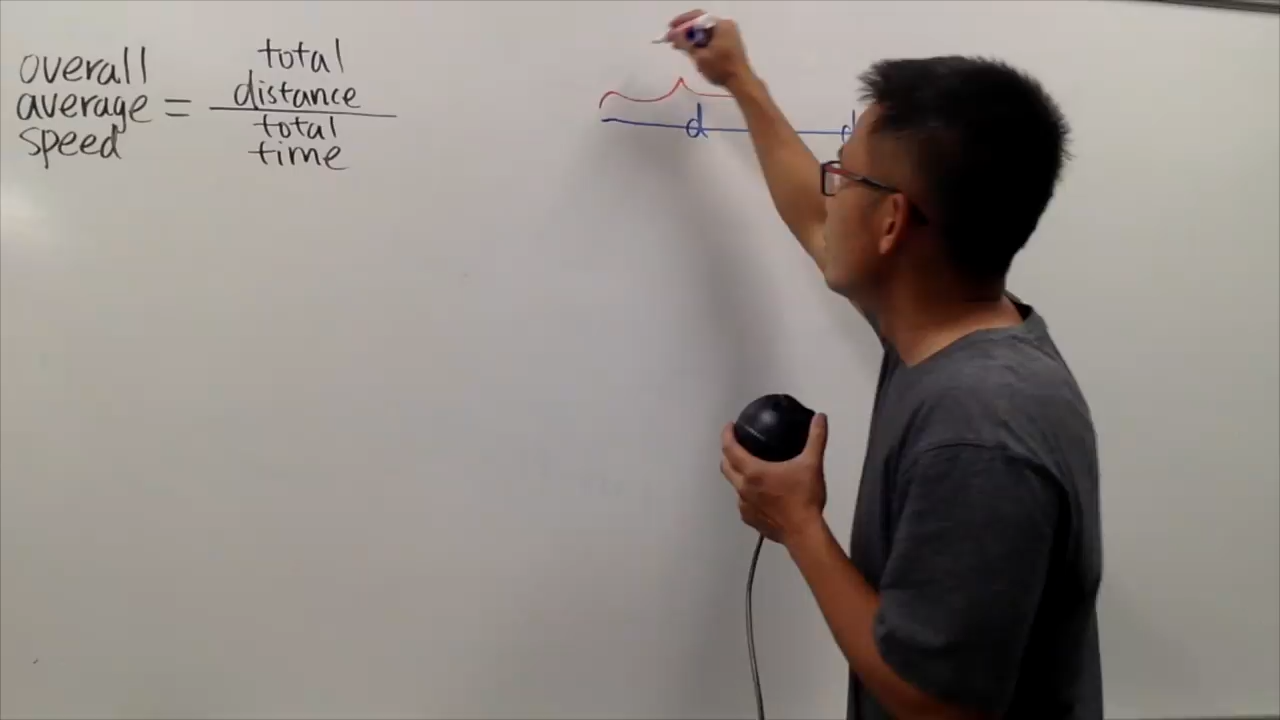 overall
average
speed
=
total
distance
total
time
d
d